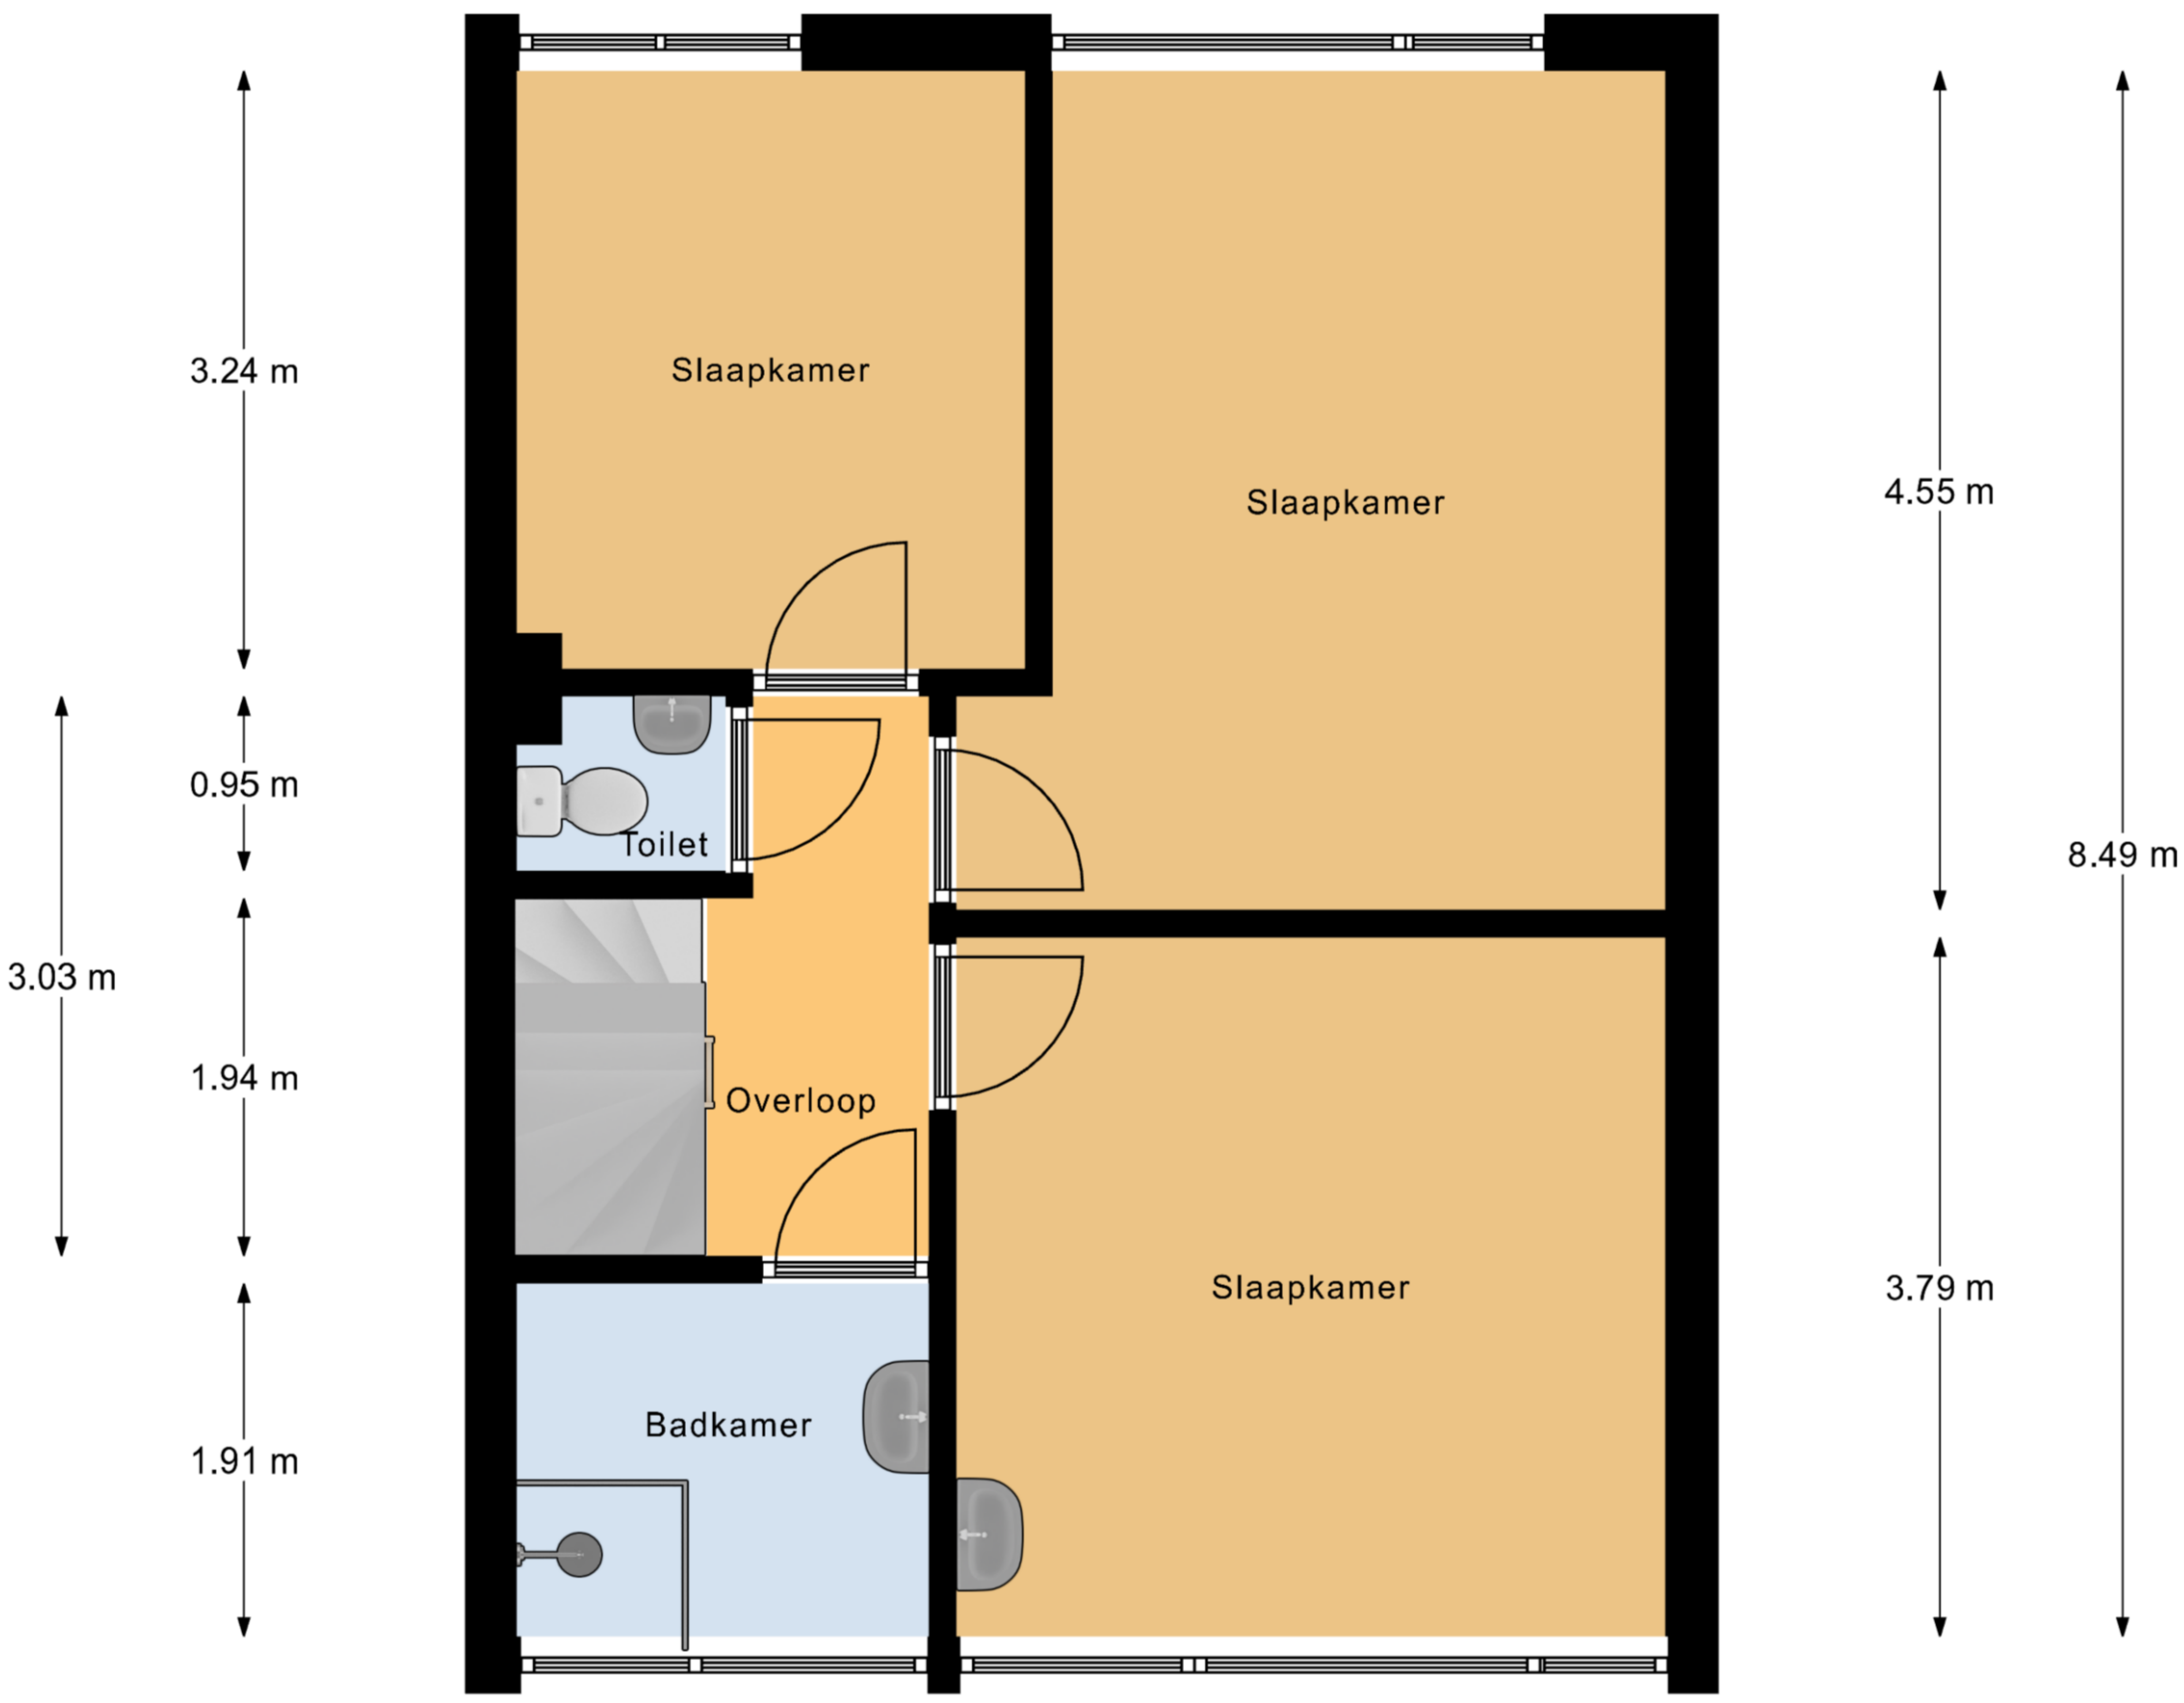 3.24 m
Slaapkamer
Slaapkamer
4.55 m
0.95 m
Toilet
8.49 m
3.03 m
1.94 m
Overloop
3.79 m
Slaapkamer
1.91 m
Badkamer